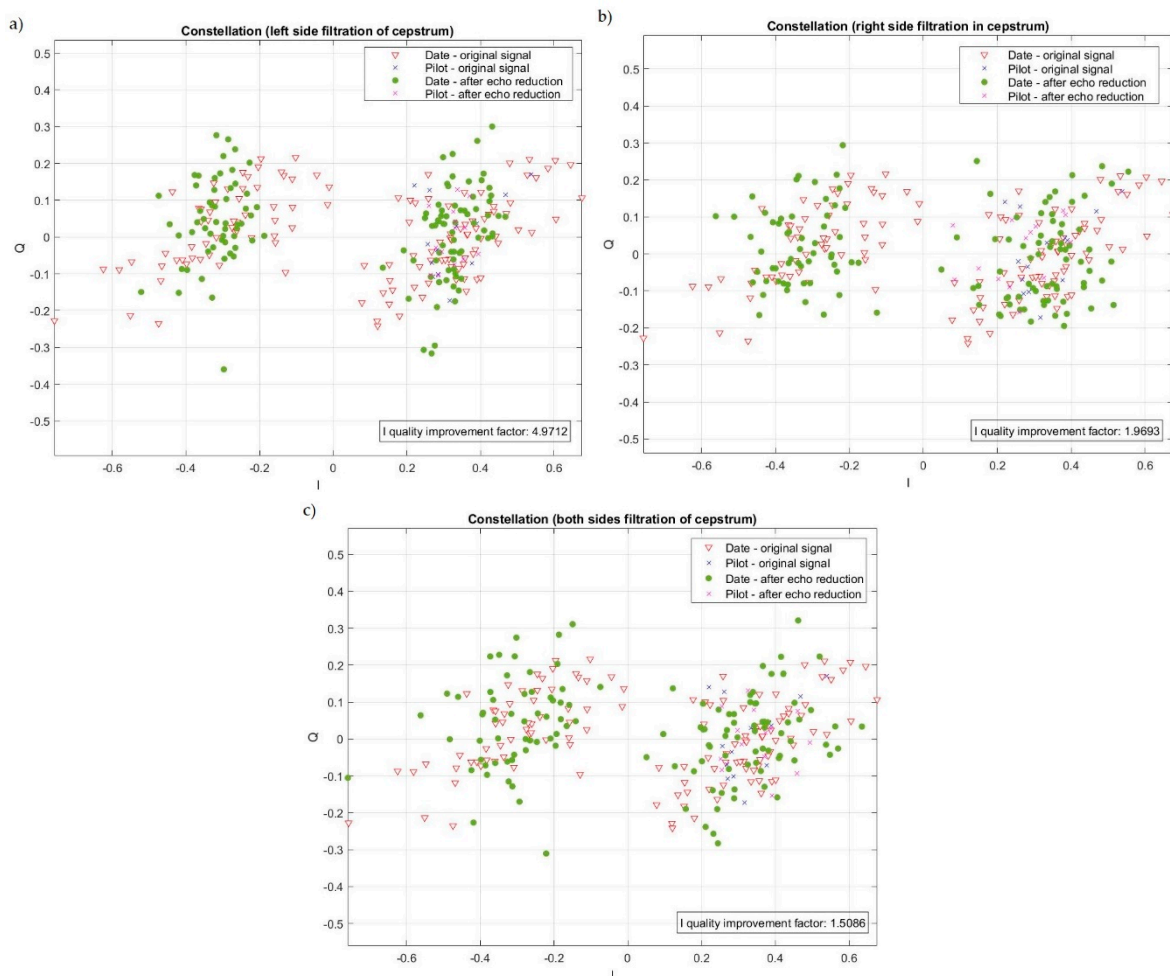 a)
Constellation (left side filtration of cepstrum)
Date - original signal
Pilot - original signal
Date - after echo reduction
Pilot - after echo reduction
0.5
0.4
0.3
0.2
0.1
0
-0.1
-0.2
-0.3
-0.4
-0.5
Q
I quality improvement factor: 4.9712
-0.6 -0.4 -0.2 0 0.2 0.4 0.6
I
b)
Constellation (right side filtration in cepstrum)
Date - original signal
Pilot - original signal
Date - after echo reduction
Pilot - after echo reduction
0.5
0.4
0.3
0.2
0.1
0
-0.1
-0.2
-0.3
-0.4
-0.5
Q
I quality improvement factor: 1.9693
-0.6 -0.4 -0.2 0 0.2 0.4 0.6
I
c)
Constellation (both sides filtration of cepstrum)
Date - original signal
Pilot - original signal
Date - after echo reduction
Pilot - after echo reduction
0.5
0.4
0.3
0.2
0.1
0
-0.1
-0.2
-0.3
-0.4
-0.5
Q
I quality improvement factor: 1.5086
-0.6 -0.4 -0.2 0 0.2 0.4 0.6
I